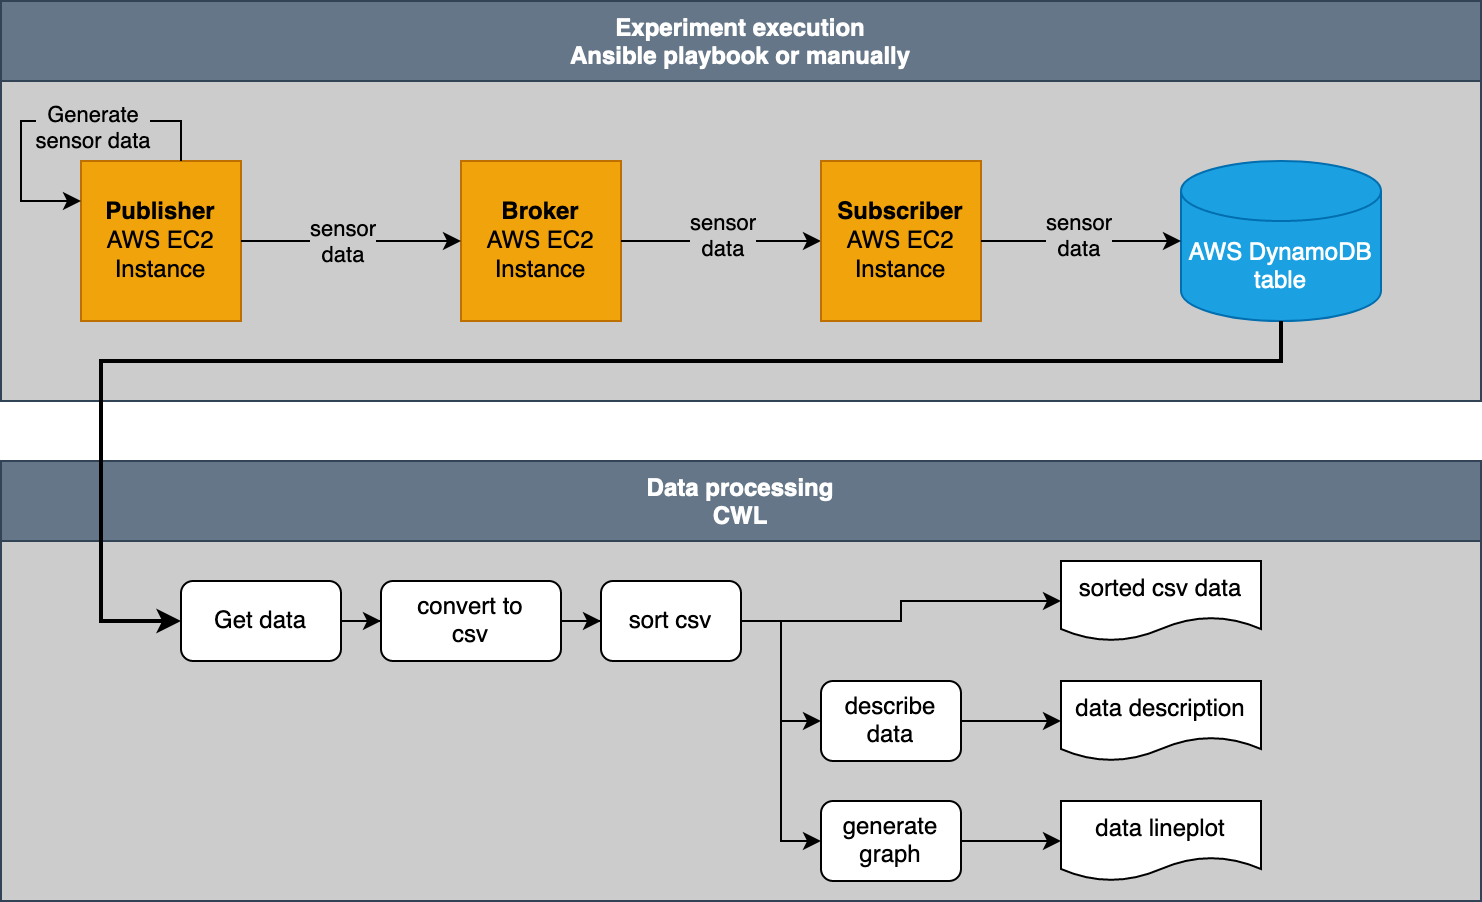 Experiment execution
Ansible playbook or manually
Generate
sensor data
Publisher
AWS EC2
Instance
sensor
data
Broker
AWS EC2
Instance
sensor
data
Subscriber
AWS EC2
Instance
sensor
data
AWS DynamoDB
table
Data processing
CWL
Get data
convert to
csv
sort csv
sorted csv data
describe
data
data description
generate
graph
data lineplot